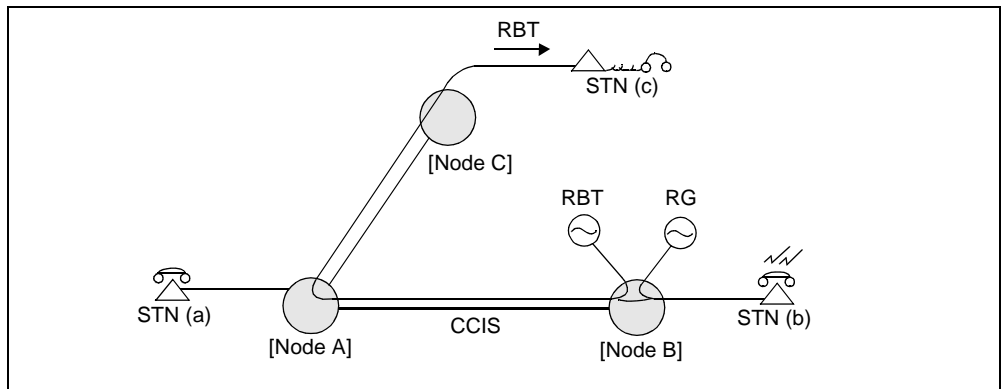 RBT
STN (c)
[Node C]
RBT
RG
STN (a)
STN (b)
CCIS
[Node A]
[Node B]